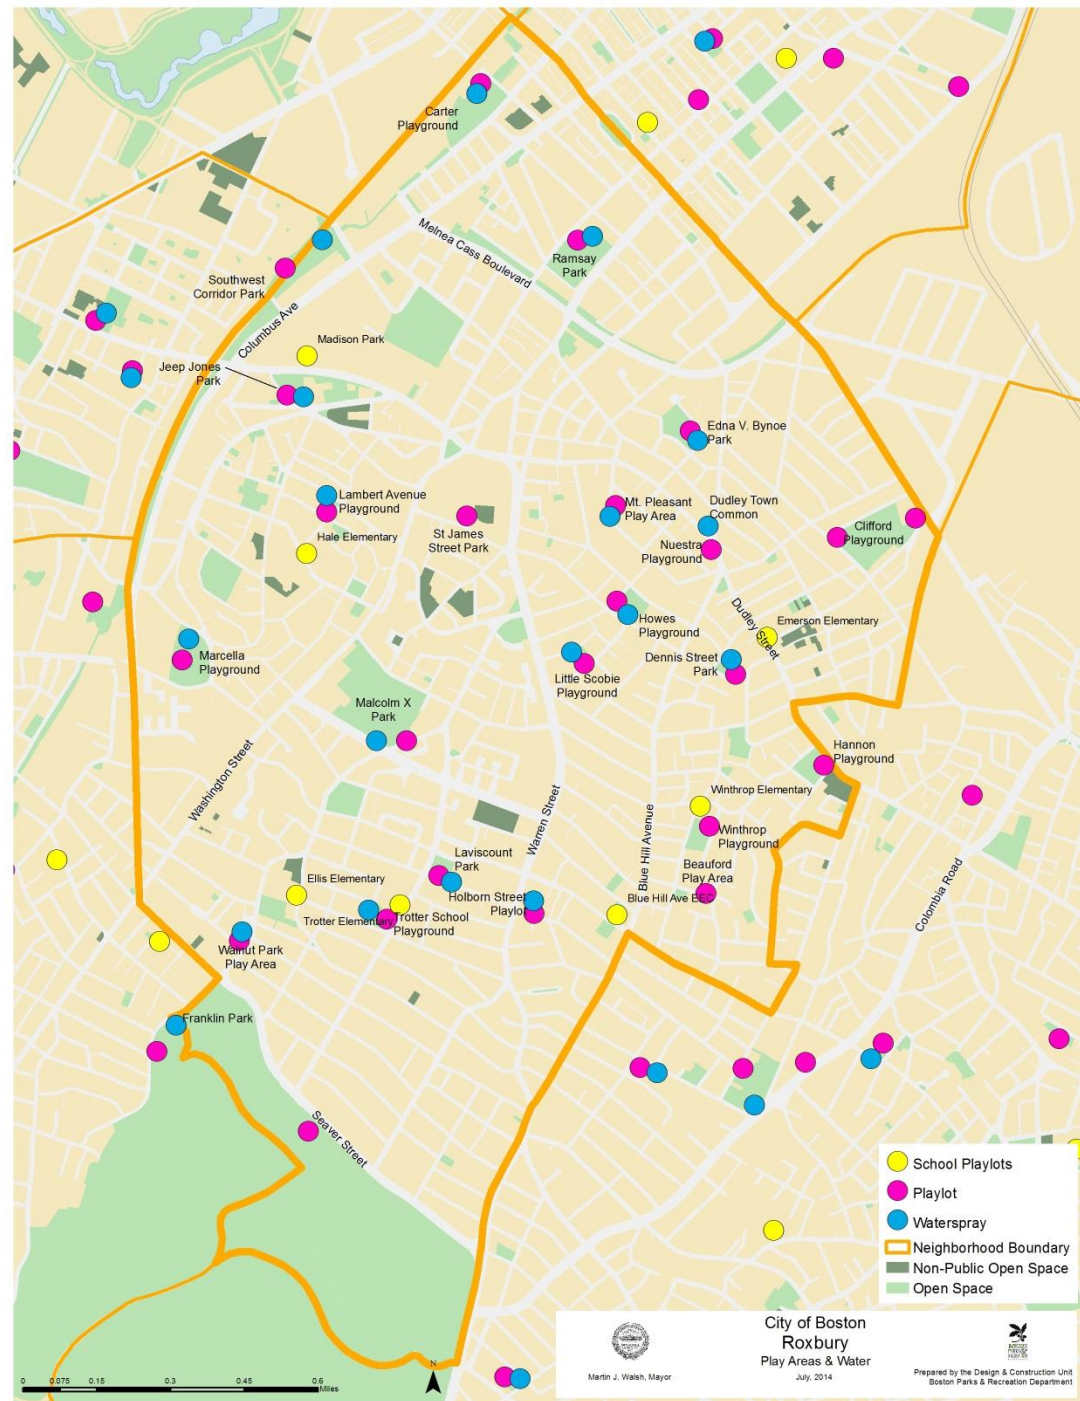 Carter
Playground
Melnea Cass Boulevard
Ramsay
Park
Southwest
Corridor Park
Columbus Ave
Madison Park
Jeep Jones
Park
Edna V. Bynoe
Park
Lambert Avenue
Playground
Hale Elementary
St James
Street Park
Mt. Pleasant
Play Area
Dudley Town
Common
Nuestra
Playground
Clifford
Playground
Howes
Playground
Dudley Street
Emerson Elementary
Marcella
Playground
Little Scobie
Playground
Dennis Street
Park
Malcolm X
Park
Hannon
Playground
Washington Street
Warren Street
Blue Hill Avenue
Winthrop Elementary
Winthrop
Playground
Beauford
Play Area
Laviscount
Park
Holborn Street
Playlot
Blue Hill Ave EEC
Colombia Road
Ellis Elementary
Trotter Elementary
Trotter School
Playground
Walnut Park
Play Area
Franklin Park
Seaver Street
School Playlots
Playlot
Waterspray
Neighborhood Boundary
Non-Public Open Space
Open Space
City of Boston
Roxbury
Play Areas & Water
July, 2014
Martin J. Walsh, Mayor
Prepared by the Design & Construction Unit
Boston Parks & Recreation Department
N
0 0.075 0.15 0.3 0.45 0.6
Miles